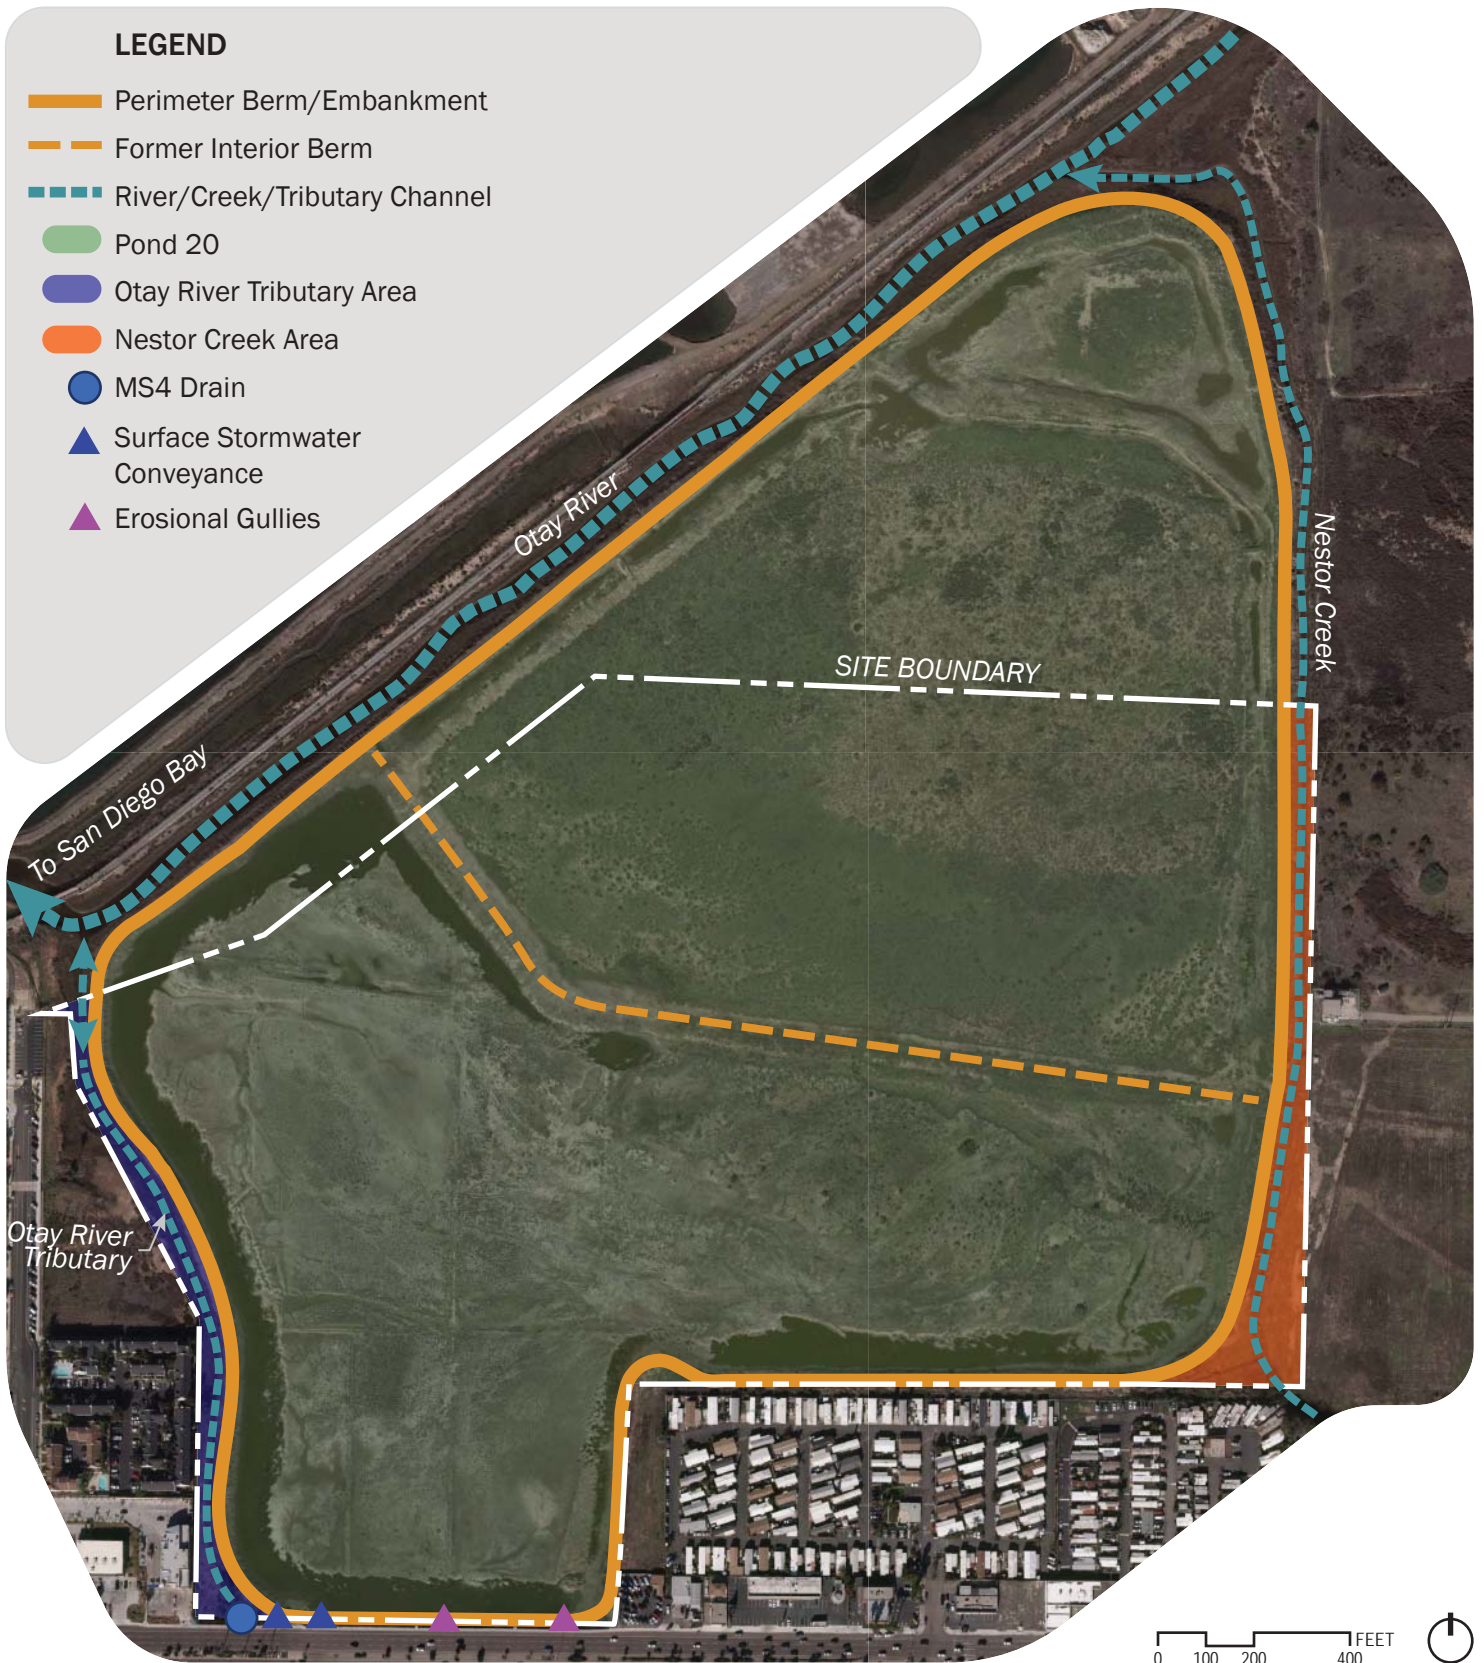 LEGEND
Perimeter Berm/Embankment
Former Interior Berm
River/Creek/Tributary Channel
Pond 20
Otay River Tributary Area
Nestor Creek Area
MS4 Drain
Surface Stormwater
Conveyance
Erosional Gullies
Otay River
Nestor Creek
SITE BOUNDARY
To San Diego Bay
Otay River
Tributary
FEET
0 100 200 400